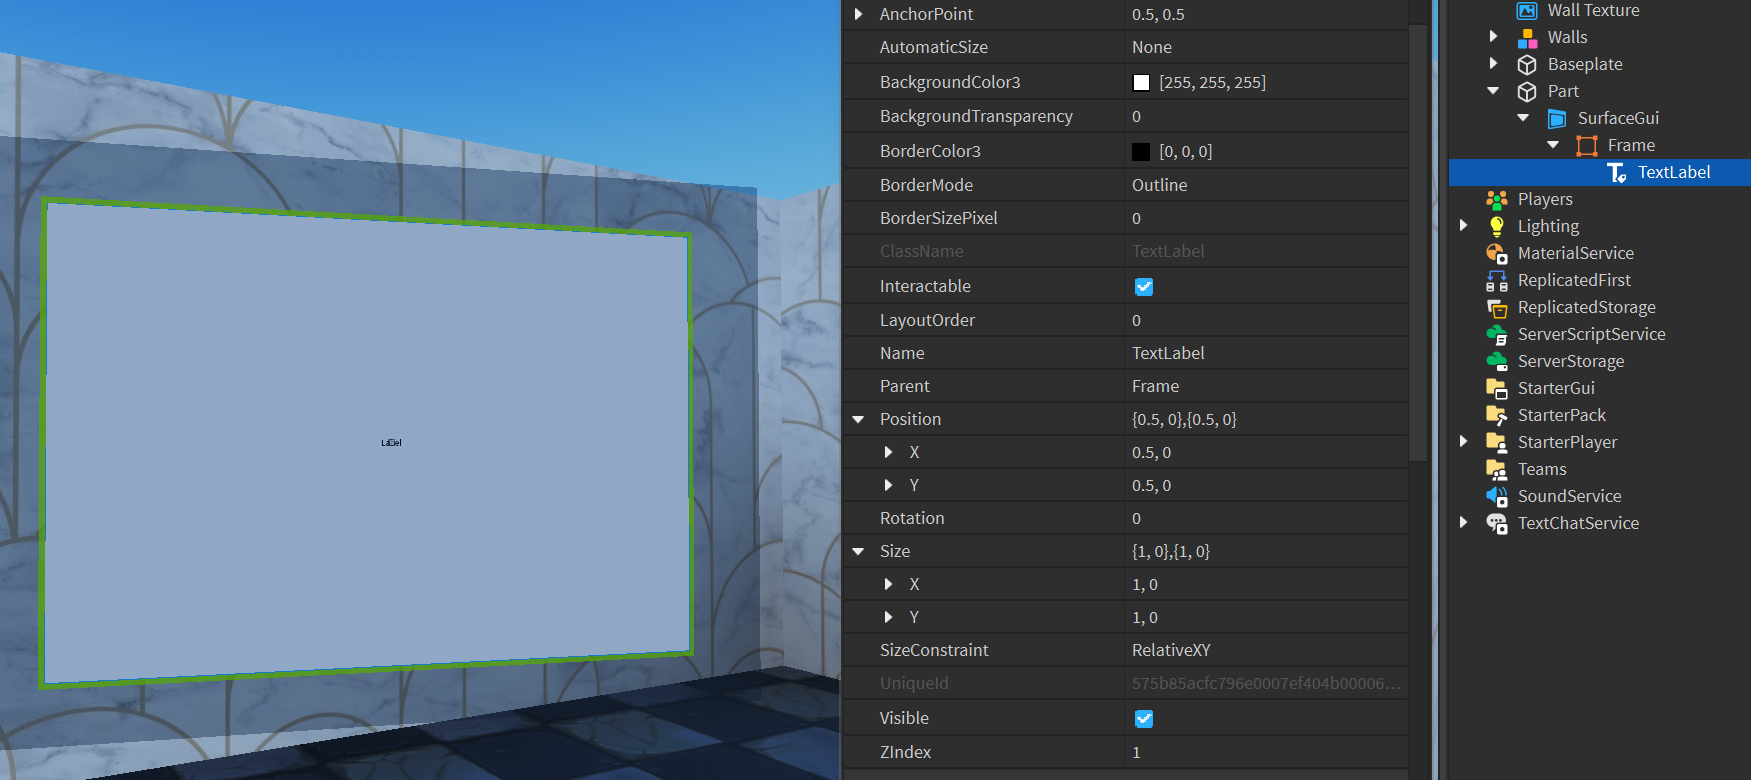 Label
AnchorPoint 0.5, 0.5
AutomaticSize None
BackgroundColor3 [255, 255, 255]
BackgroundTransparency 0
BorderColor3 [0, 0, 0]
BorderMode Outline
BorderSizePixel 0
ClassName TextLabel
Interactable
LayoutOrder 0
Name TextLabel
Parent Frame
Position {0.5, 0},{0.5, 0}
X 0.5, 0
Y 0.5, 0
Rotation 0
Size {1, 0},{1, 0}
X 1, 0
Y 1, 0
SizeConstraint RelativeXY
UniqueId 575b85acfc796e0007ef404b00006...
Visible
ZIndex 1
Wall Texture
Walls
Baseplate
Part
SurfaceGui
Frame
TextLabel
Players
Lighting
MaterialService
ReplicatedFirst
ReplicatedStorage
ServerScriptService
ServerStorage
StarterGui
StarterPack
StarterPlayer
Teams
SoundService
TextChatService